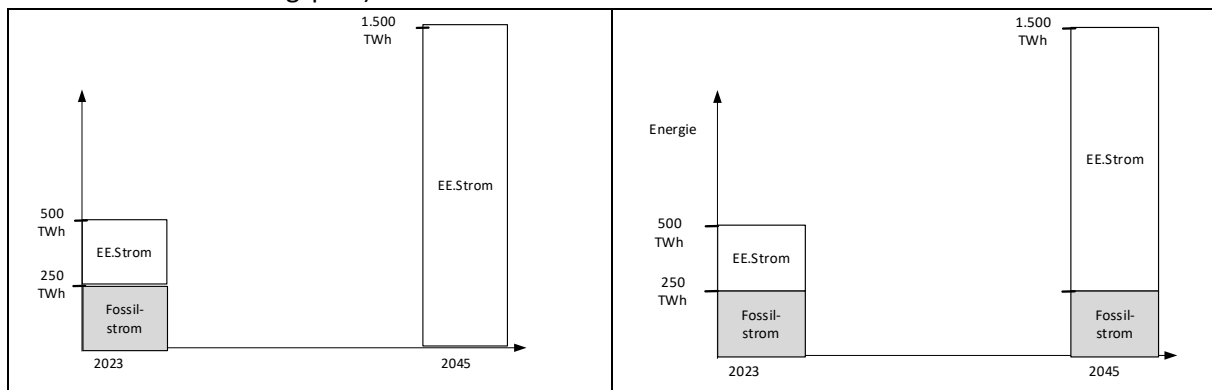 1.500
TWh
500
TWh
EE.Strom
250
TWh
Fossil-
strom
2023
EE.Strom
2045
1.500
TWh
Energie
500
TWh
EE.Strom
250
TWh
Fossil-
strom
2023
EE.Strom
Fossil-
strom
2045